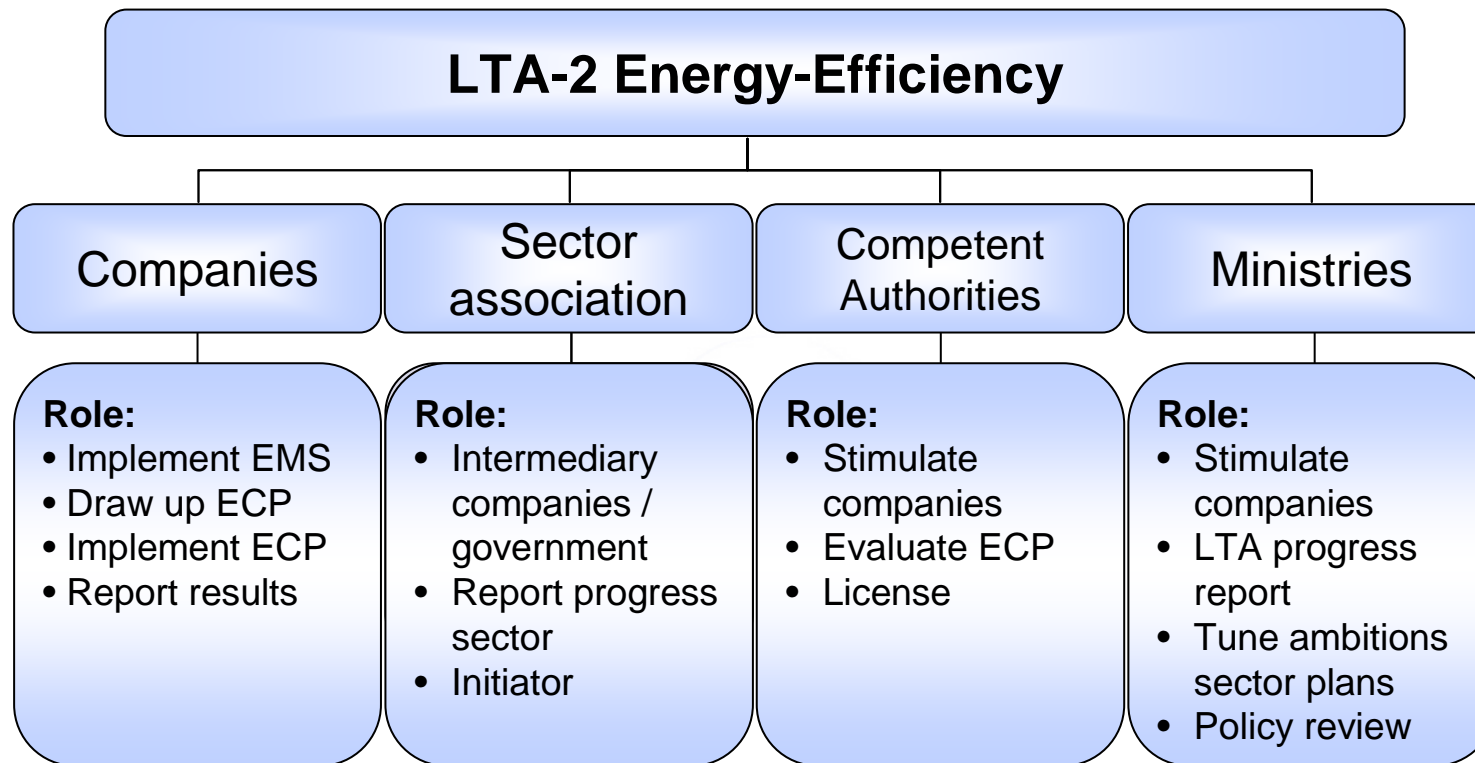 LTA-2 Energy-Efficiency
Companies
Sector
association
Competent
Authorities
Ministries
Role:
• Implement EMS
• Draw up ECP
• Implement ECP
• Report results
Role:
• Intermediary
companies /
government
• Report progress
sector
• Initiator
Role:
• Stimulate
companies
• Evaluate ECP
• License
Role:
• Stimulate
companies
• LTA progress
report
• Tune ambitions
sector plans
• Policy review